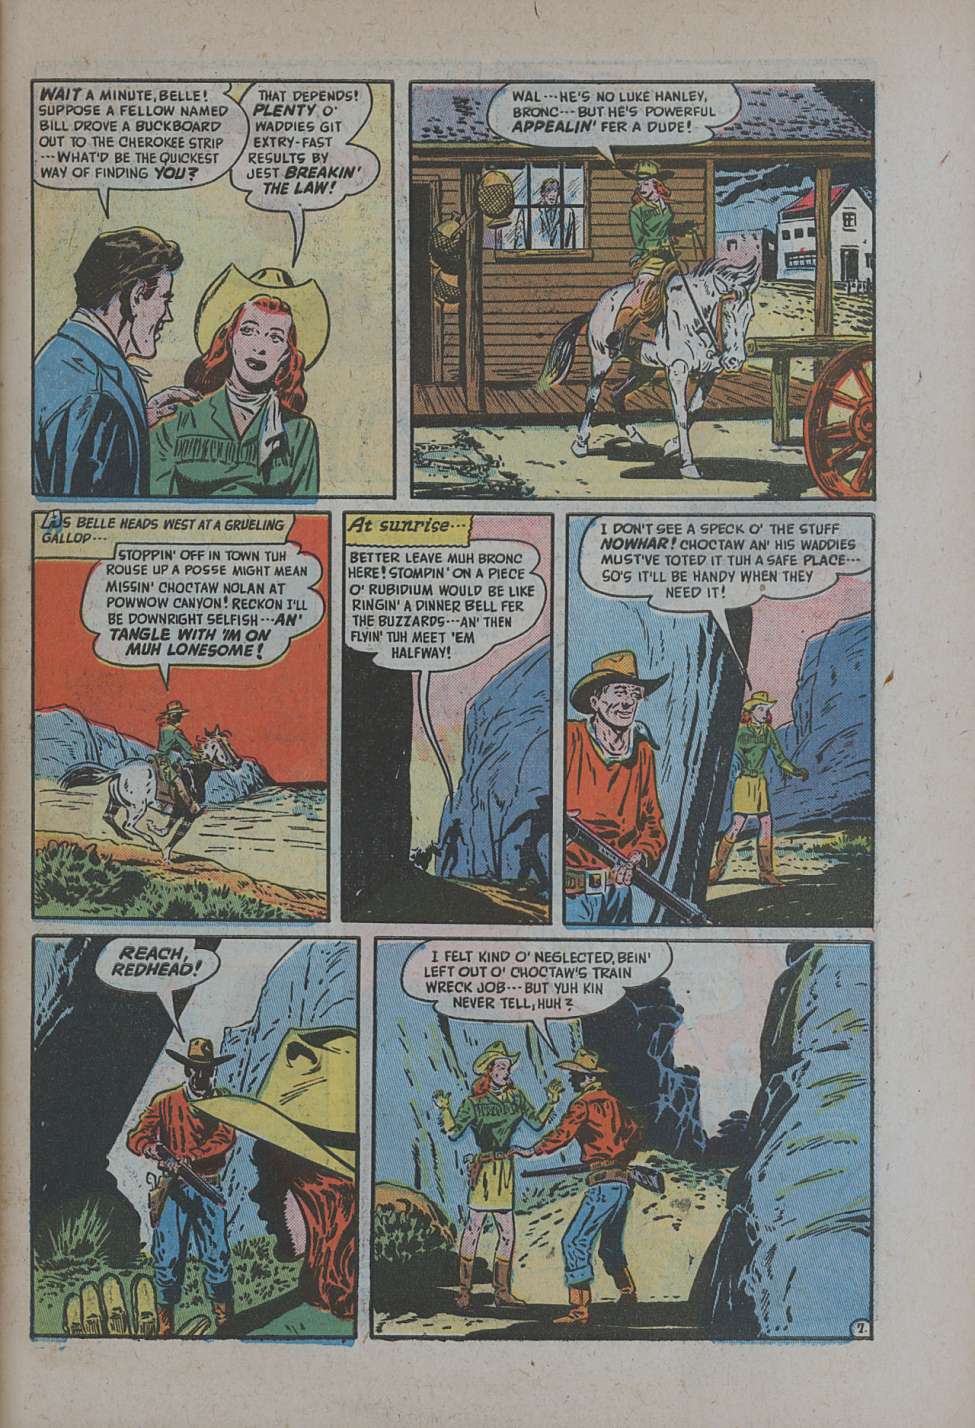 WAIT A MINUTE, BELLE!
SUPPOSE A FELLOW NAMED
BILL DROVE A BUCKBOARD
OUT TO THE CHEROKEE STRIP
---WHAT'D BE THE QUICKEST
WAY OF FINDING YOU?
THAT DEPENDS!
PLENTY O'
WADDIES GIT
EXTRY-FAST
RESULTS BY
JEST BREAKIN'
THE LAW!
WAL---HE'S NO LUKE HANLEY,
BRONC---BUT HE'S POWERFUL
APPEALIN' FER A DUDE!
AS BELLE HEADS WEST AT A GRUELING
GALLOP---
STOPPIN' OFF IN TOWN TUH
ROUSE UP A POSSE MIGHT MEAN
MISSIN' CHOCTAW NOLAN AT
POWWOW CANYON! RECKON I'LL
BE DOWNRIGHT SELFISH---AN'
TANGLE WITH 'IM ON
MUH LONESOME!
At sunrise---
BETTER LEAVE MUH BRONC
HERE! STOMPIN' ON A PIECE
O' RUBIDIUM WOULD BE LIKE
RINGIN' A DINNER BELL FER
THE BUZZARDS---AN' THEN
FLYIN' TUH MEET 'EM
HALFWAY!
I DON'T SEE A SPECK O' THE STUFF
NOWHAR! CHOCTAW AN' HIS WADDIES
MUST'VE TOTED IT TUH A SAFE PLACE---
SO'S IT'LL BE HANDY WHEN THEY
NEED IT!
REACH,
REDHEAD!
I FELT KIND O' NEGLECTED, BEIN'
LEFT OUT O' CHOCTAW'S TRAIN
WRECK JOB---BUT YUH KIN
NEVER TELL, HUH?
7.